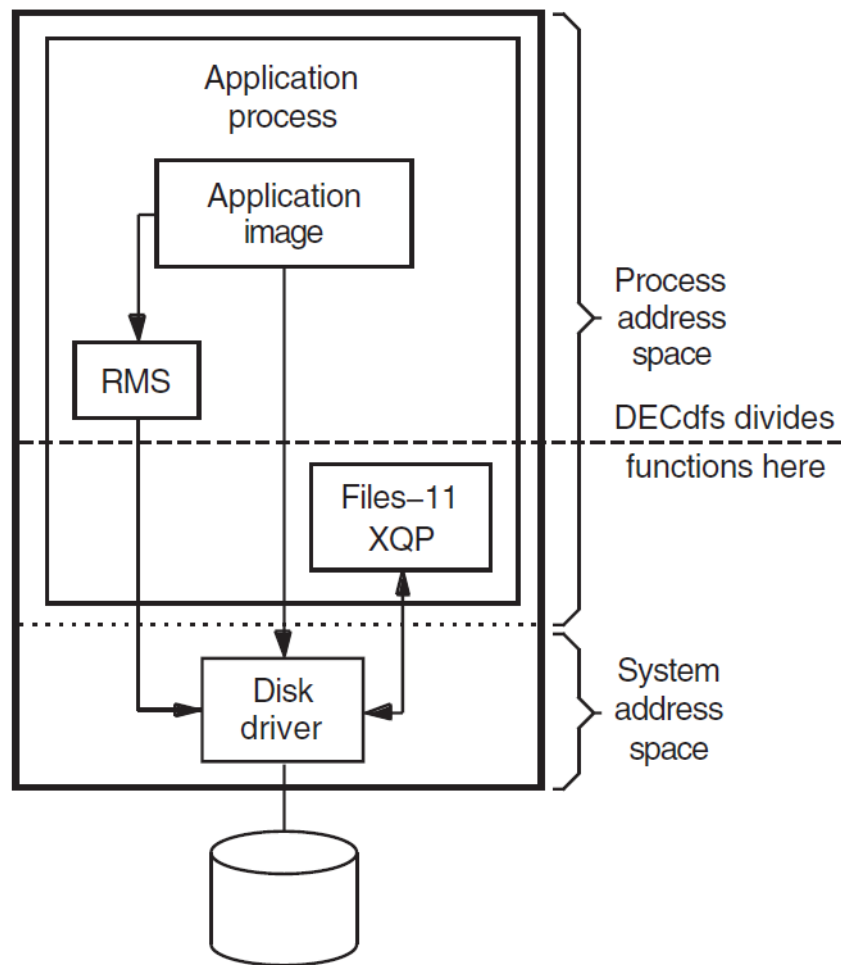 Application
process
Application
image
RMS
Process
address
space
DECdfs divides
functions here
Files–11
XQP
Disk
driver
System
address
space